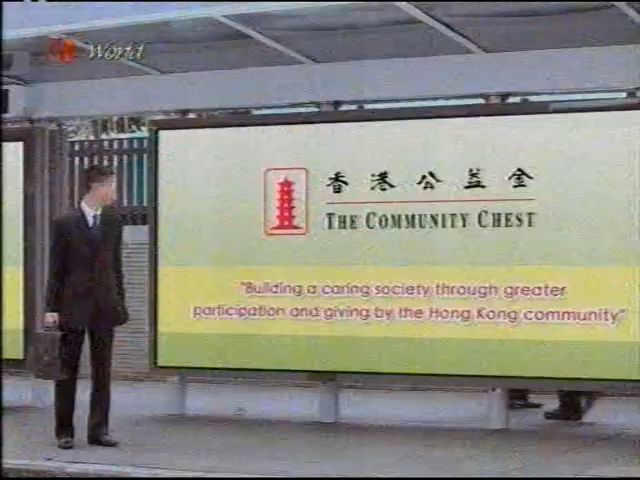 World
香港公益金
THE COMMUNITY CHEST
"Building a caring society through greater
participation and giving by the Hong Kong community"